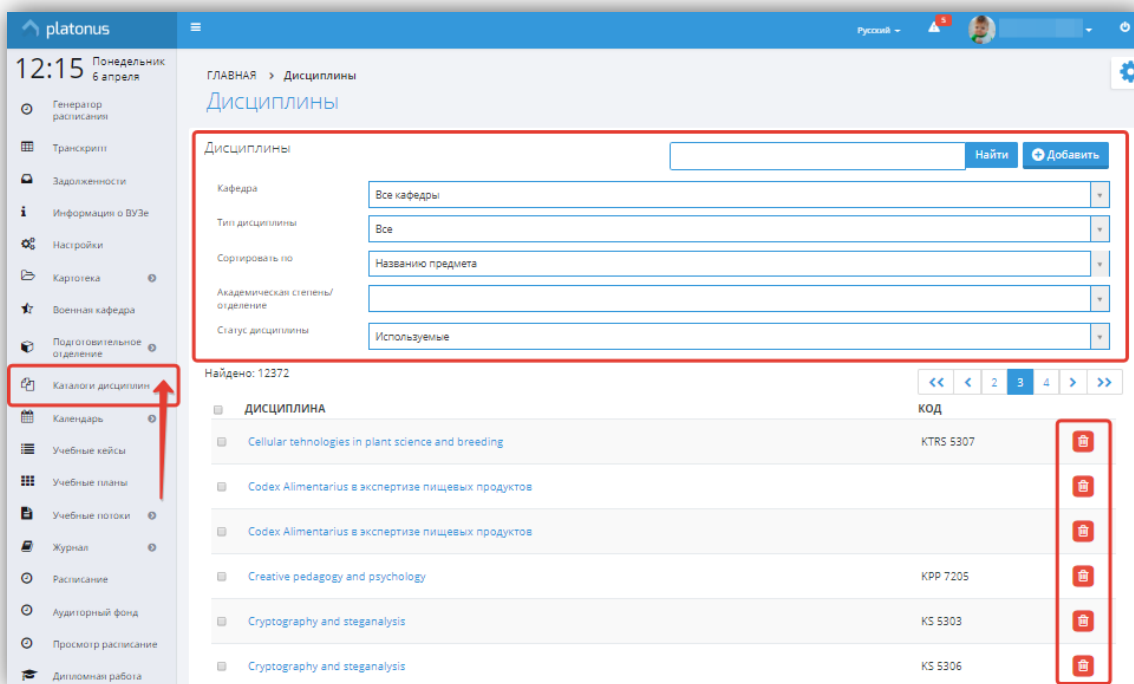 platonus
Русский
5
12:15 Понедельник
6 апреля
Генератор
расписания
Транскрипт
Задолженности
Информация о ВУЗе
Настройки
Картотека
Военная кафедра
Подготовительное
отделение
Каталоги дисциплин
Календарь
Учебные кейсы
Учебные планы
Учебные потоки
Журнал
Расписание
Аудиторный фонд
Просмотр расписание
Дипломная работа
ГЛАВНАЯ > Дисциплины
Дисциплины
Дисциплины
Найти
Добавить
Кафедра
Все кафедры
Тип дисциплины
Все
Сортировать по
Названию предмета
Академическая степень/
отделение
Статус дисциплины
Используемые
Найдено: 12372
<< < 2 3 4 > >>
ДИСЦИПЛИНА КОД
Cellular tehnologies in plant science and breeding KTRS 5307
Codex Alimentarius в экспертизе пищевых продуктов
Codex Alimentarius в экспертизе пищевых продуктов
Creative pedagogy and psychology KPP 7205
Cryptography and steganalysis KS 5303
Cryptography and steganalysis KS 5306